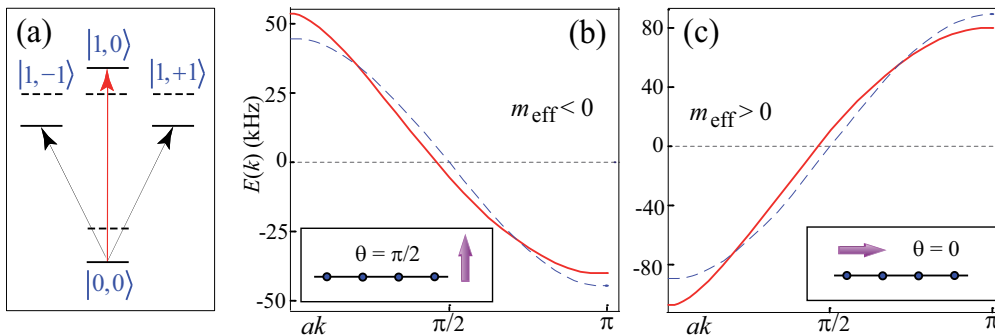 (a)
|1,0⟩
|1,−1⟩ |1,+1⟩
|0,0⟩
(b)
E(k) (kHz)
50
25
0
-25
-50
m_eff < 0
θ = π/2
ak π/2 π
(c)
80
40
0
-40
-80
m_eff > 0
θ = 0
ak π/2 π